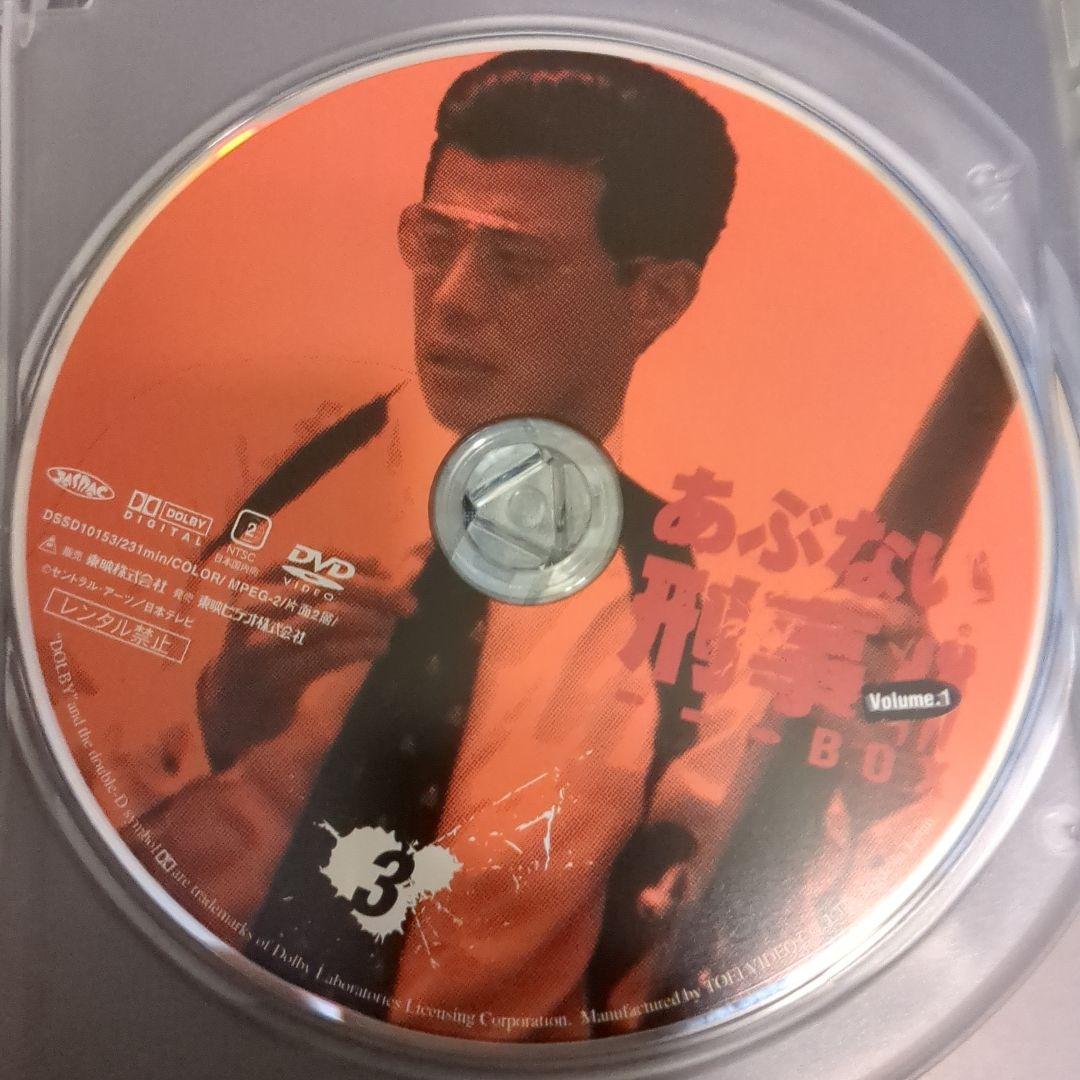 あぶない
刑事
Volume.1
BO
JASRAC
DOLBY
DIGITAL
2
NTSC
日本国内向
DVD
VIDEO
DSSD10153/231min/COLOR/MPEG-2/片面2層/
販売 東映株式会社 発売 東映ビデオ株式会社
©セントラル・アーツ/日本テレビ
レンタル禁止
3
"DOLBY" and the double-D symbol are trademarks of Dolby Laboratories Licensing Corporation. Manufactured by TOEI VIDEO